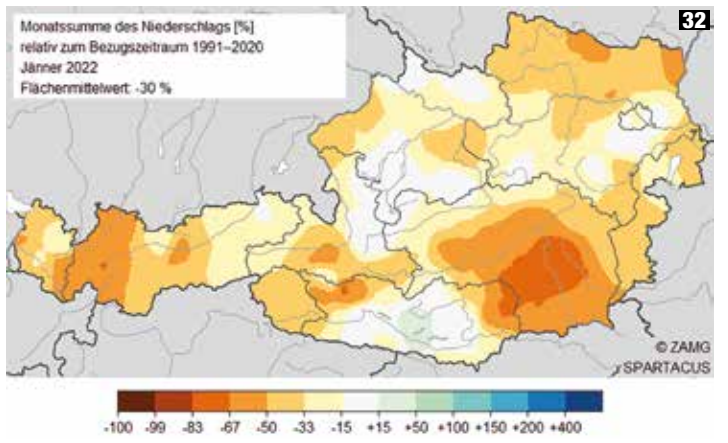 Monatssumme des Niederschlags [%]
relativ zum Bezugszeitraum 1991–2020
Jänner 2022
Flächenmittelwert: -30 %
32
© ZAMG
SPARTACUS
-100 -99 -83 -67 -50 -33 -15 +15 +50 +100 +150 +200 +400